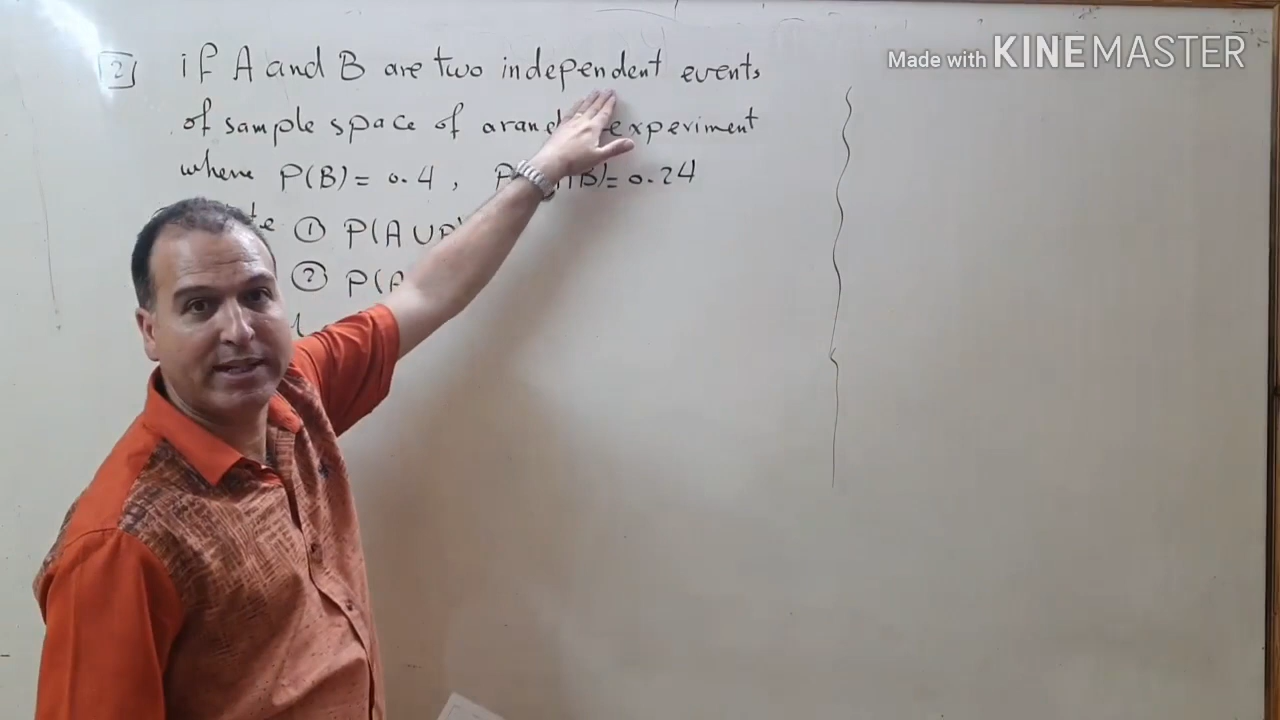 Made with KINEMASTER
2 if A and B are two independent events
of sample space of a experiment
where P(B) = 0.4 , = 0.24
① P(A ∪
② P(A